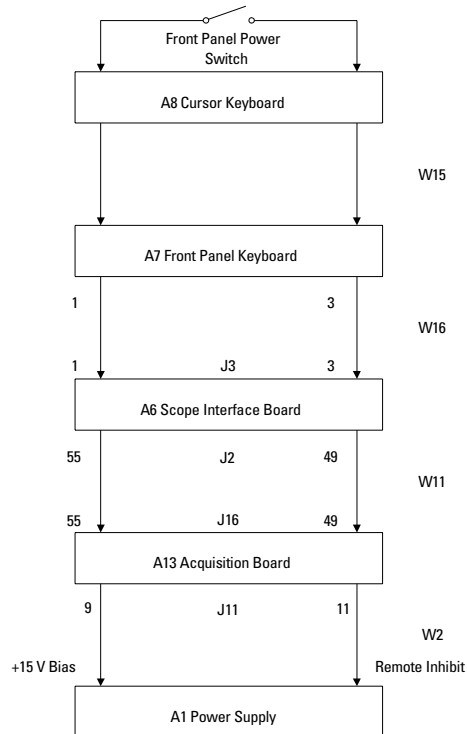 Front Panel Power
Switch
A8 Cursor Keyboard
W15
A7 Front Panel Keyboard
1 3
W16
1 J3 3
A6 Scope Interface Board
55 J2 49
W11
55 J16 49
A13 Acquisition Board
9 J11 11
W2
+15 V Bias Remote Inhibit
A1 Power Supply